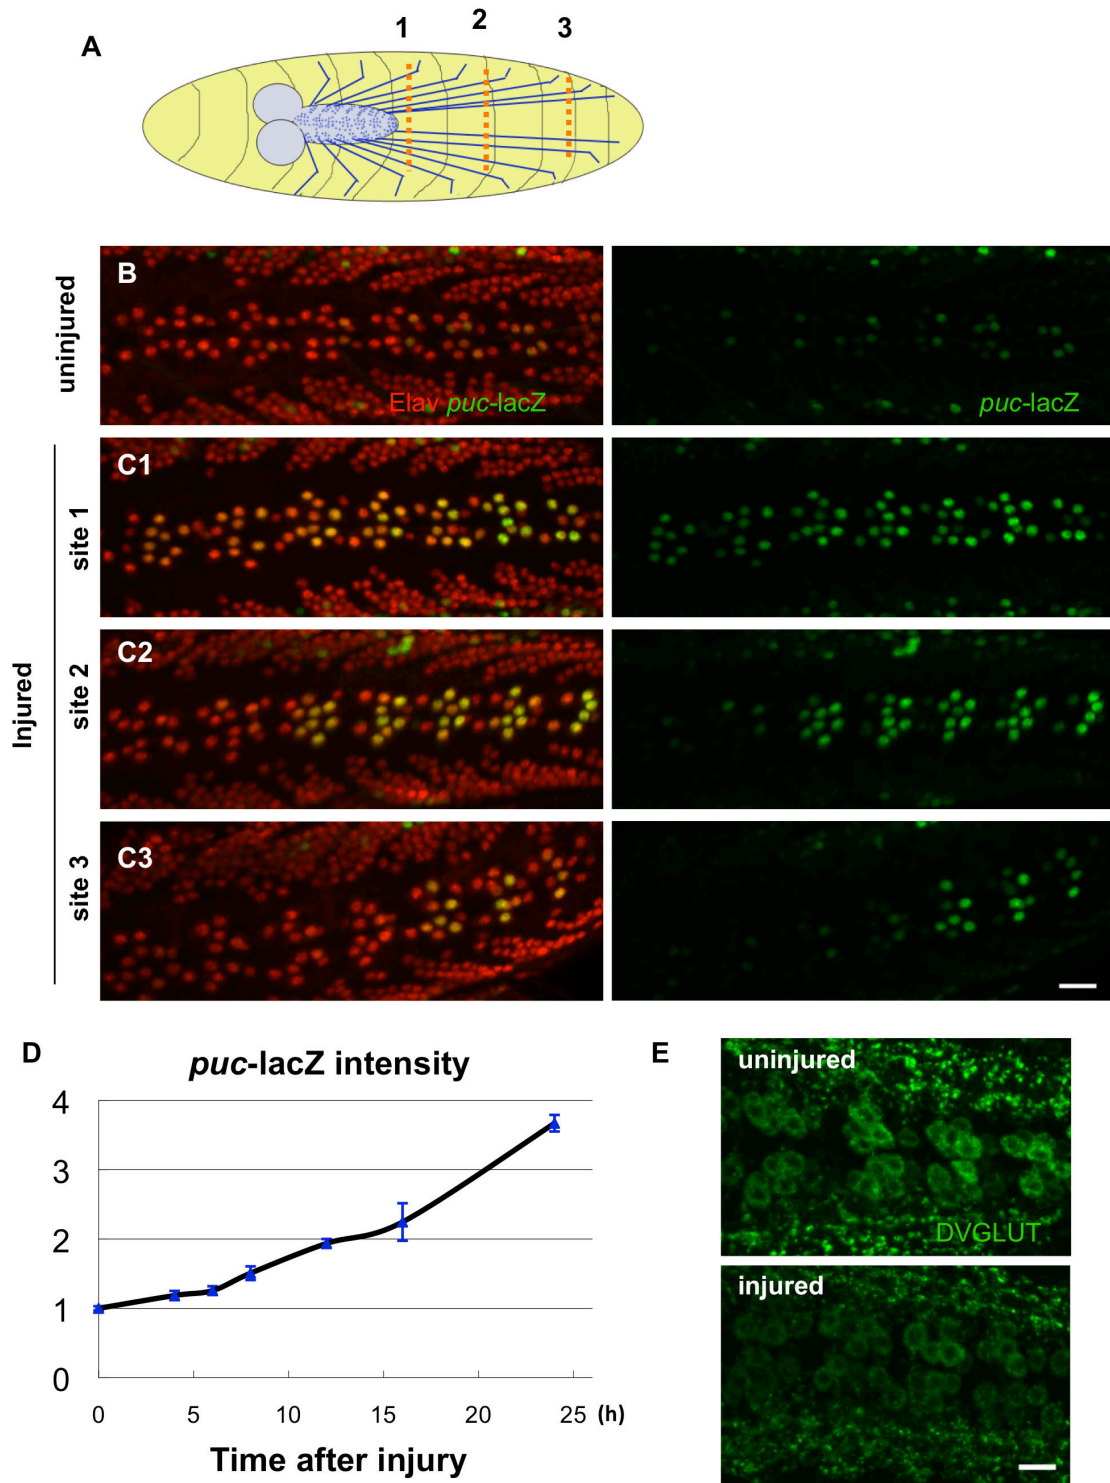 A
1 2 3
uninjured
B
Elav puc-lacZ
puc-lacZ
Injured
site 1
C1
site 2
C2
site 3
C3
D
puc-lacZ intensity
4
3
2
1
0
0 5 10 15 20 25 (h)
Time after injury
E
uninjured
DVGLUT
injured